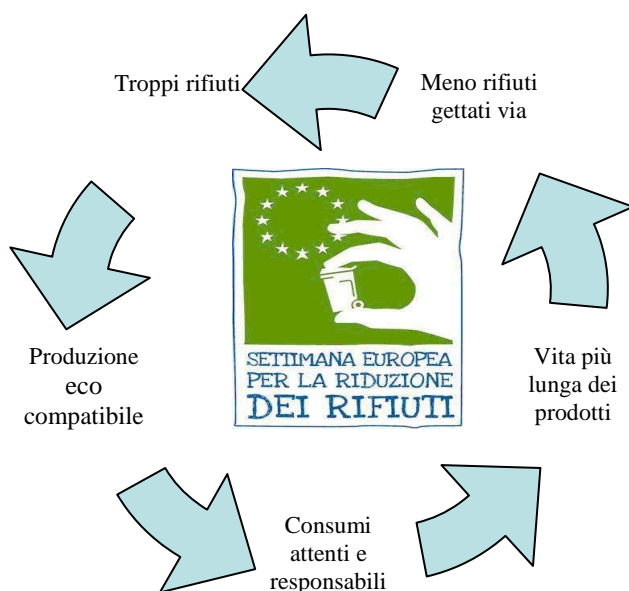 Troppi rifiuti
Meno rifiuti
gettati via
Produzione
eco
compatibile
SETTIMANA EUROPEA
PER LA RIDUZIONE
DEI RIFIUTI
Vita più
lunga dei
prodotti
Consumi
attenti e
responsabili